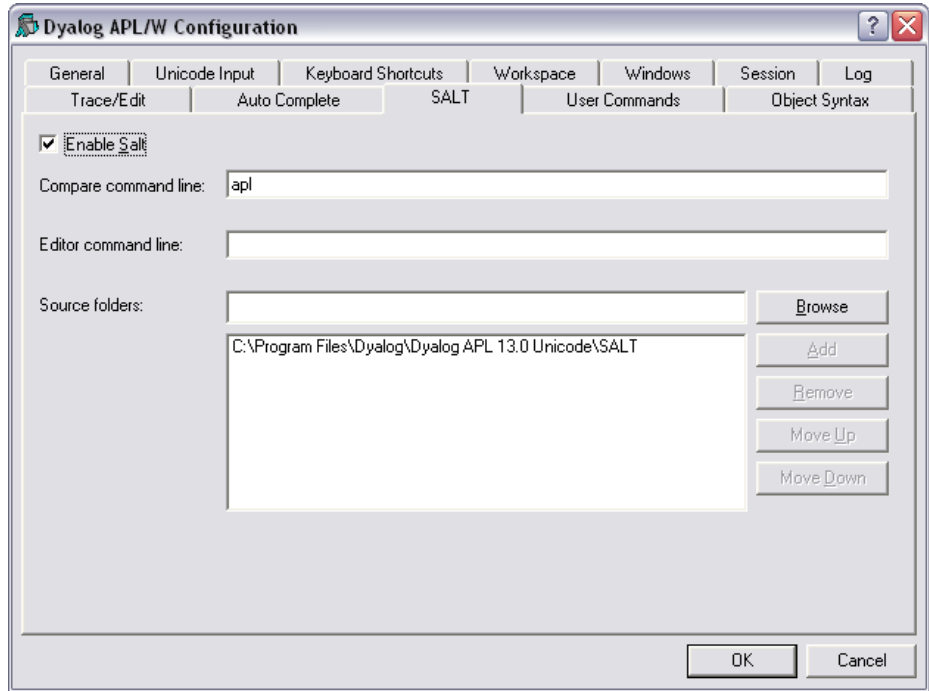 Dyalog APL/W Configuration
General Unicode Input Keyboard Shortcuts Workspace Windows Session Log
Trace/Edit Auto Complete SALT User Commands Object Syntax
Enable Salt
Compare command line: apl
Editor command line:
Source folders: Browse
C:\Program Files\Dyalog\Dyalog APL 13.0 Unicode\SALT Add
Remove
Move Up
Move Down
OK Cancel